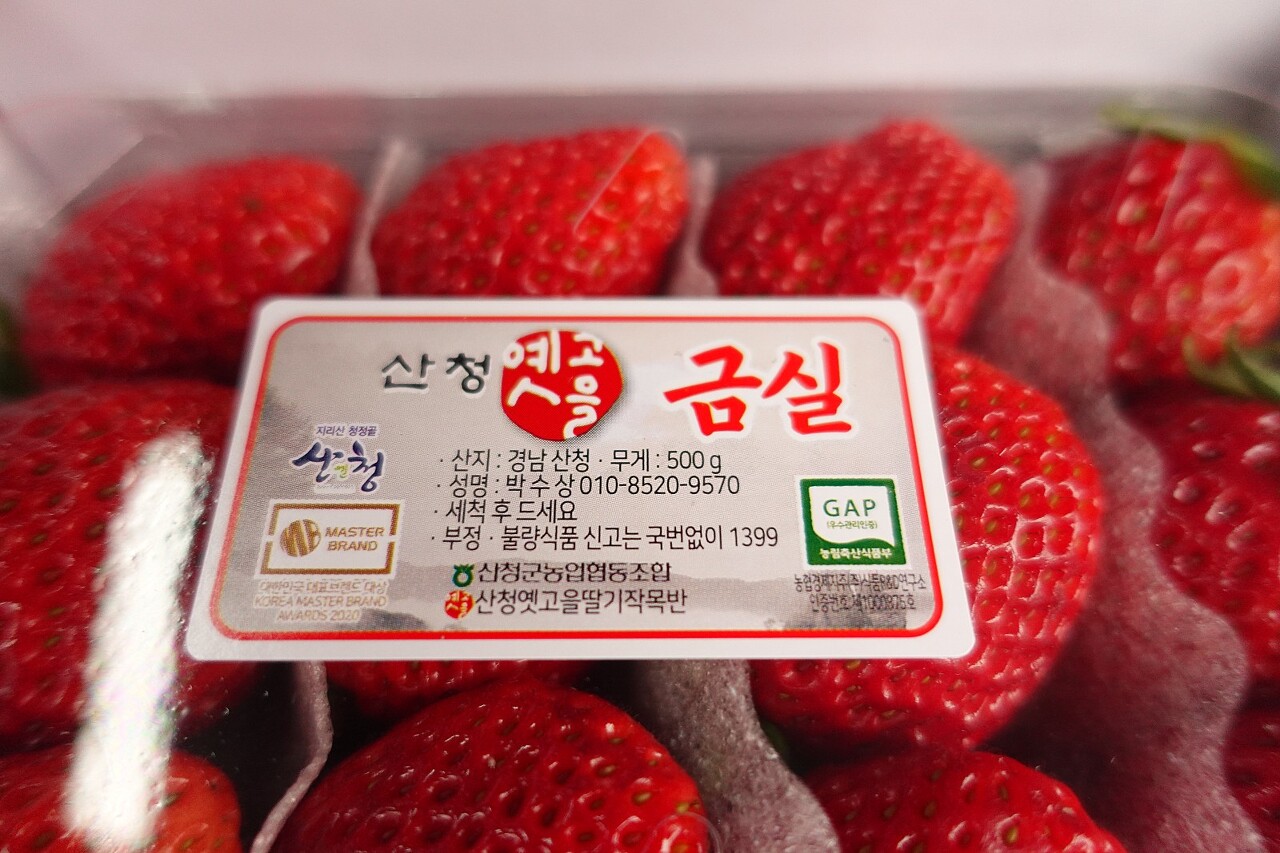 산청 옛고을 금실
지리산 청정골
산엔청
· 산지 : 경남 산청 · 무게 : 500 g
· 성명 : 박 수 상 010-8520-9570
· 세척 후 드세요
· 부정 · 불량식품 신고는 국번없이 1399
MASTER
BRAND
대한민국 대표브랜드 대상
KOREA MASTER BRAND
AWARDS 2020
산청군농업협동조합
산청옛고을딸기작목반
GAP
(우수관리인증)
농림축산식품부